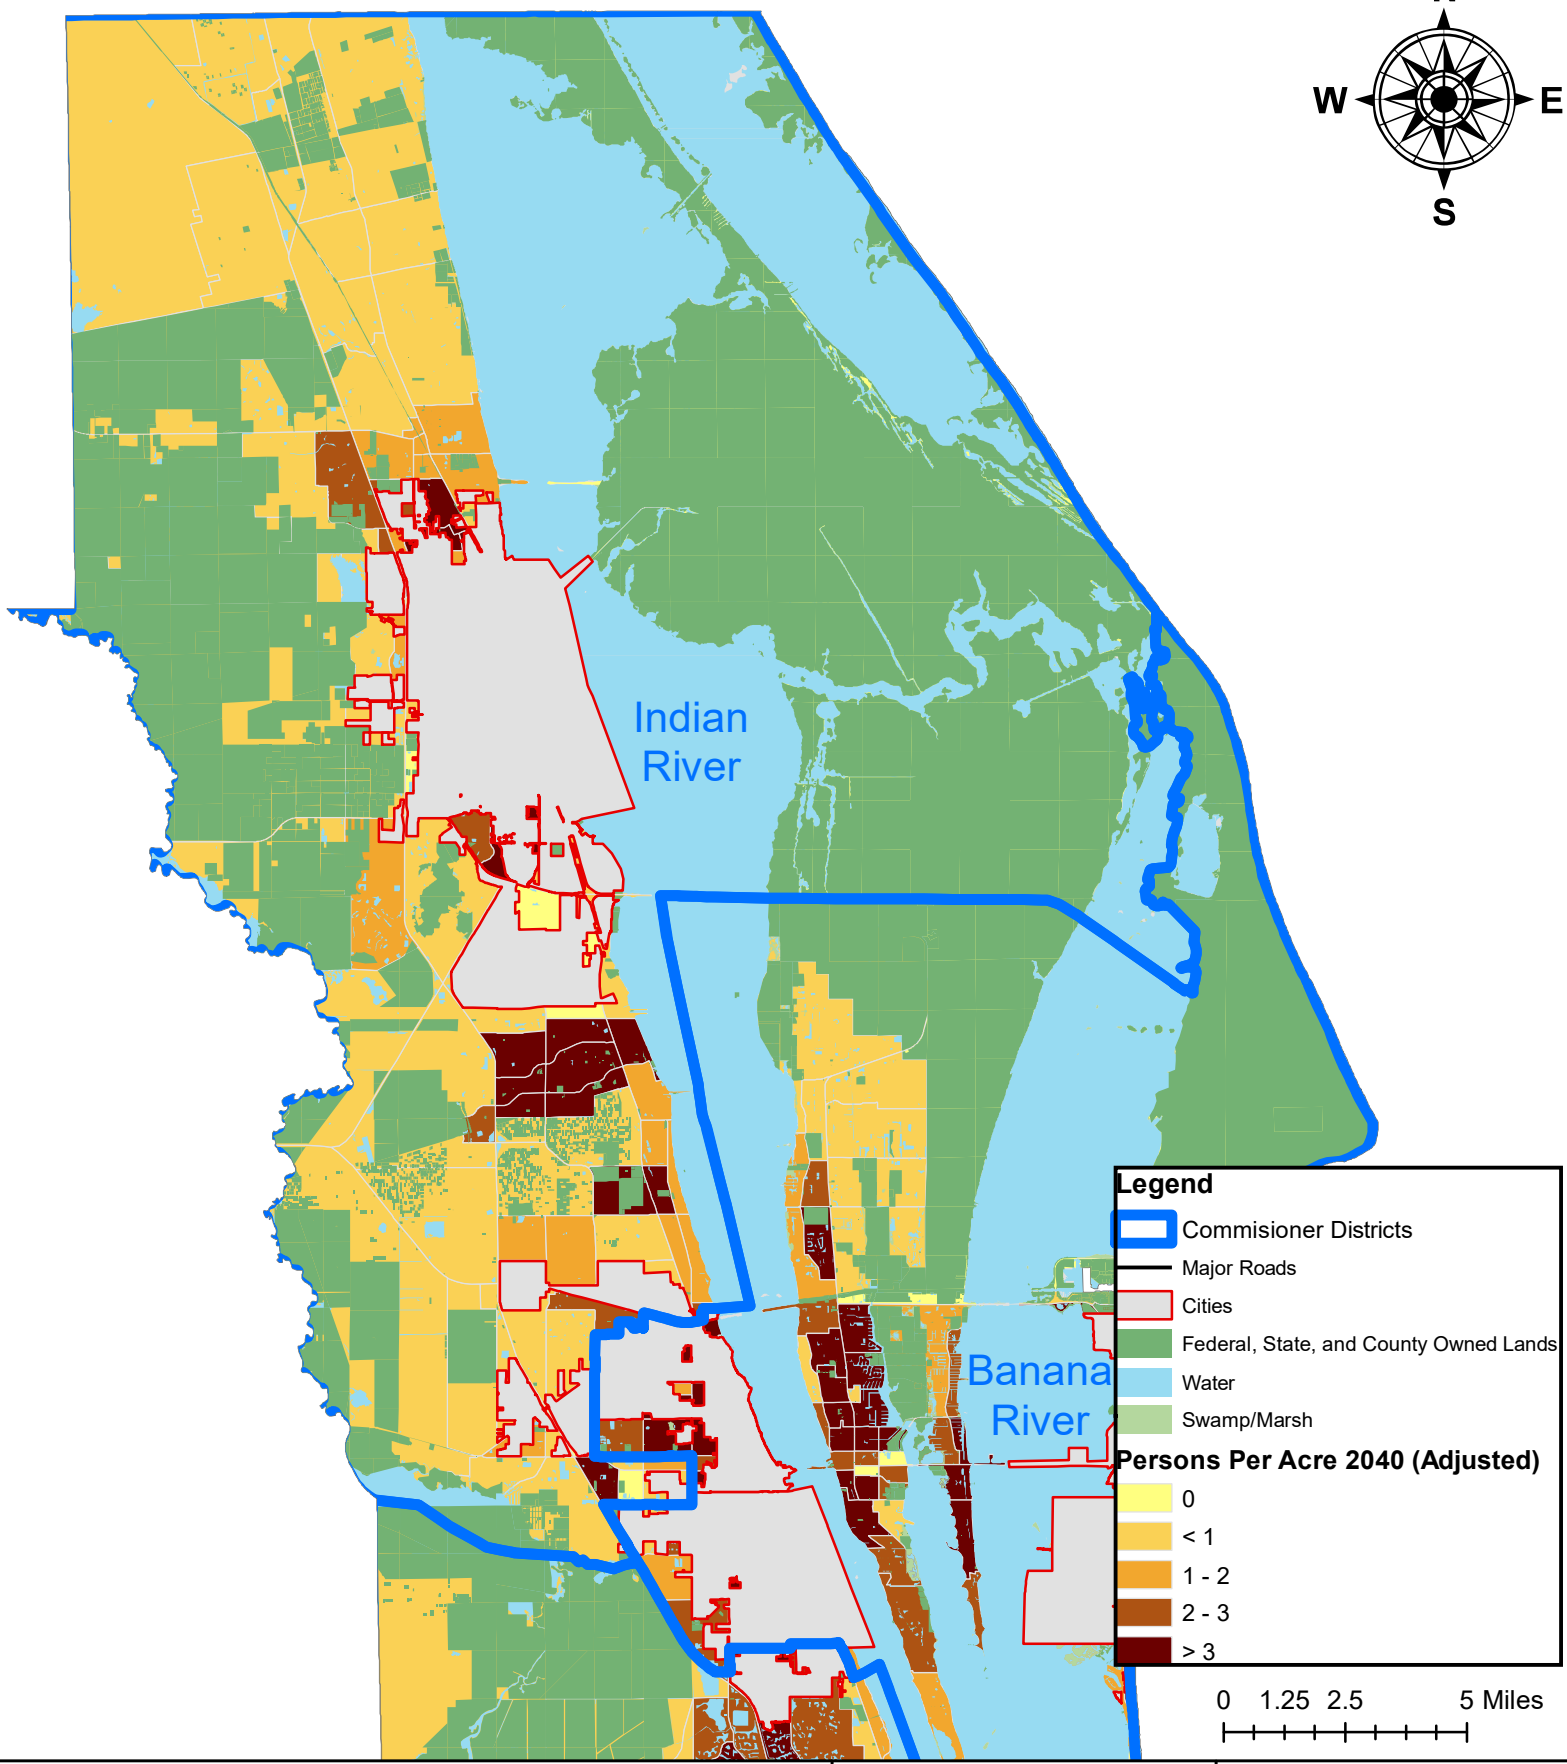 W
E
S
Indian
River
Banana
River
Legend
Commisioner Districts
Major Roads
Cities
Federal, State, and County Owned Lands
Water
Swamp/Marsh
Persons Per Acre 2040 (Adjusted)
0
< 1
1 - 2
2 - 3
> 3
0 1.25 2.5 5 Miles